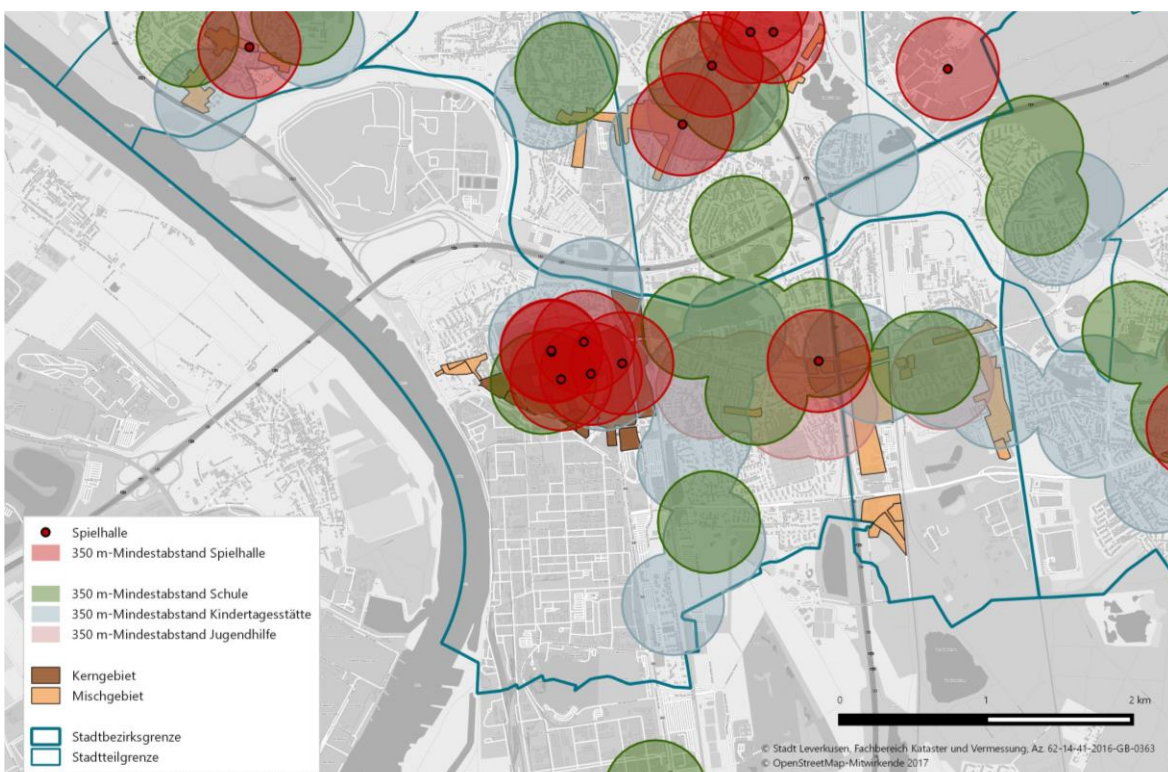 Spielhalle
350 m-Mindestabstand Spielhalle
350 m-Mindestabstand Schule
350 m-Mindestabstand Kindertagesstätte
350 m-Mindestabstand Jugendhilfe
Kerngebiet
Mischgebiet
Stadtbezirksgrenze
Stadtteilgrenze
0 1 2 km
© Stadt Leverkusen, Fachbereich Kataster und Vermessung, Az. 62-14-41-2016-GB-0363
© OpenStreetMap-Mitwirkende 2017